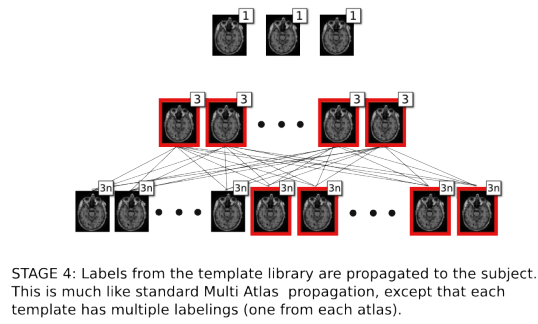 1 1 1
3 3 3 3
3n 3n 3n 3n 3n 3n 3n
STAGE 4: Labels from the template library are propagated to the subject.
This is much like standard Multi Atlas propagation, except that each
template has multiple labelings (one from each atlas).